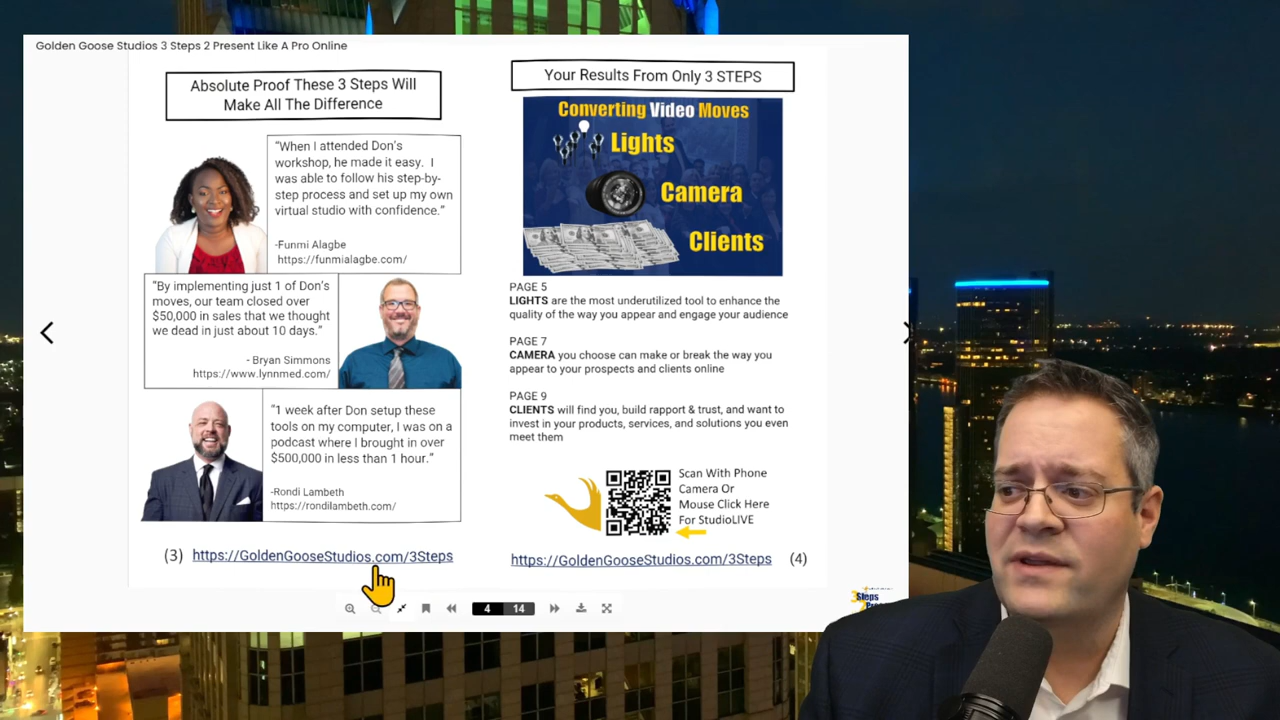 Golden Goose Studios 3 Steps 2 Present Like A Pro Online
Absolute Proof These 3 Steps Will
Make All The Difference
“When I attended Don's
workshop, he made it easy. I
was able to follow his step-by-
step process and set up my own
virtual studio with confidence.”
-Funmi Alagbe
https://funmialagbe.com/
“By implementing just 1 of Don's
moves, our team closed over
$50,000 in sales that we thought
we dead in just about 10 days.”
- Bryan Simmons
https://www.lynnmed.com/
“1 week after Don setup these
tools on my computer, I was on a
podcast where I brought in over
$500,000 in less than 1 hour.”
-Rondi Lambeth
https://rondilambeth.com/
(3) https://GoldenGooseStudios.com/3Steps
Your Results From Only 3 STEPS
Converting Video Moves
Lights
Camera
Clients
PAGE 5
LIGHTS are the most underutilized tool to enhance the
quality of the way you appear and engage your audience
PAGE 7
CAMERA you choose can make or break the way you
appear to your prospects and clients online
PAGE 9
CLIENTS will find you, build rapport & trust, and want to
invest in your products, services, and solutions you even
meet them
Scan With Phone
Camera Or
Mouse Click Here
For StudioLIVE
https://GoldenGooseStudios.com/3Steps (4)
4 14
3Steps